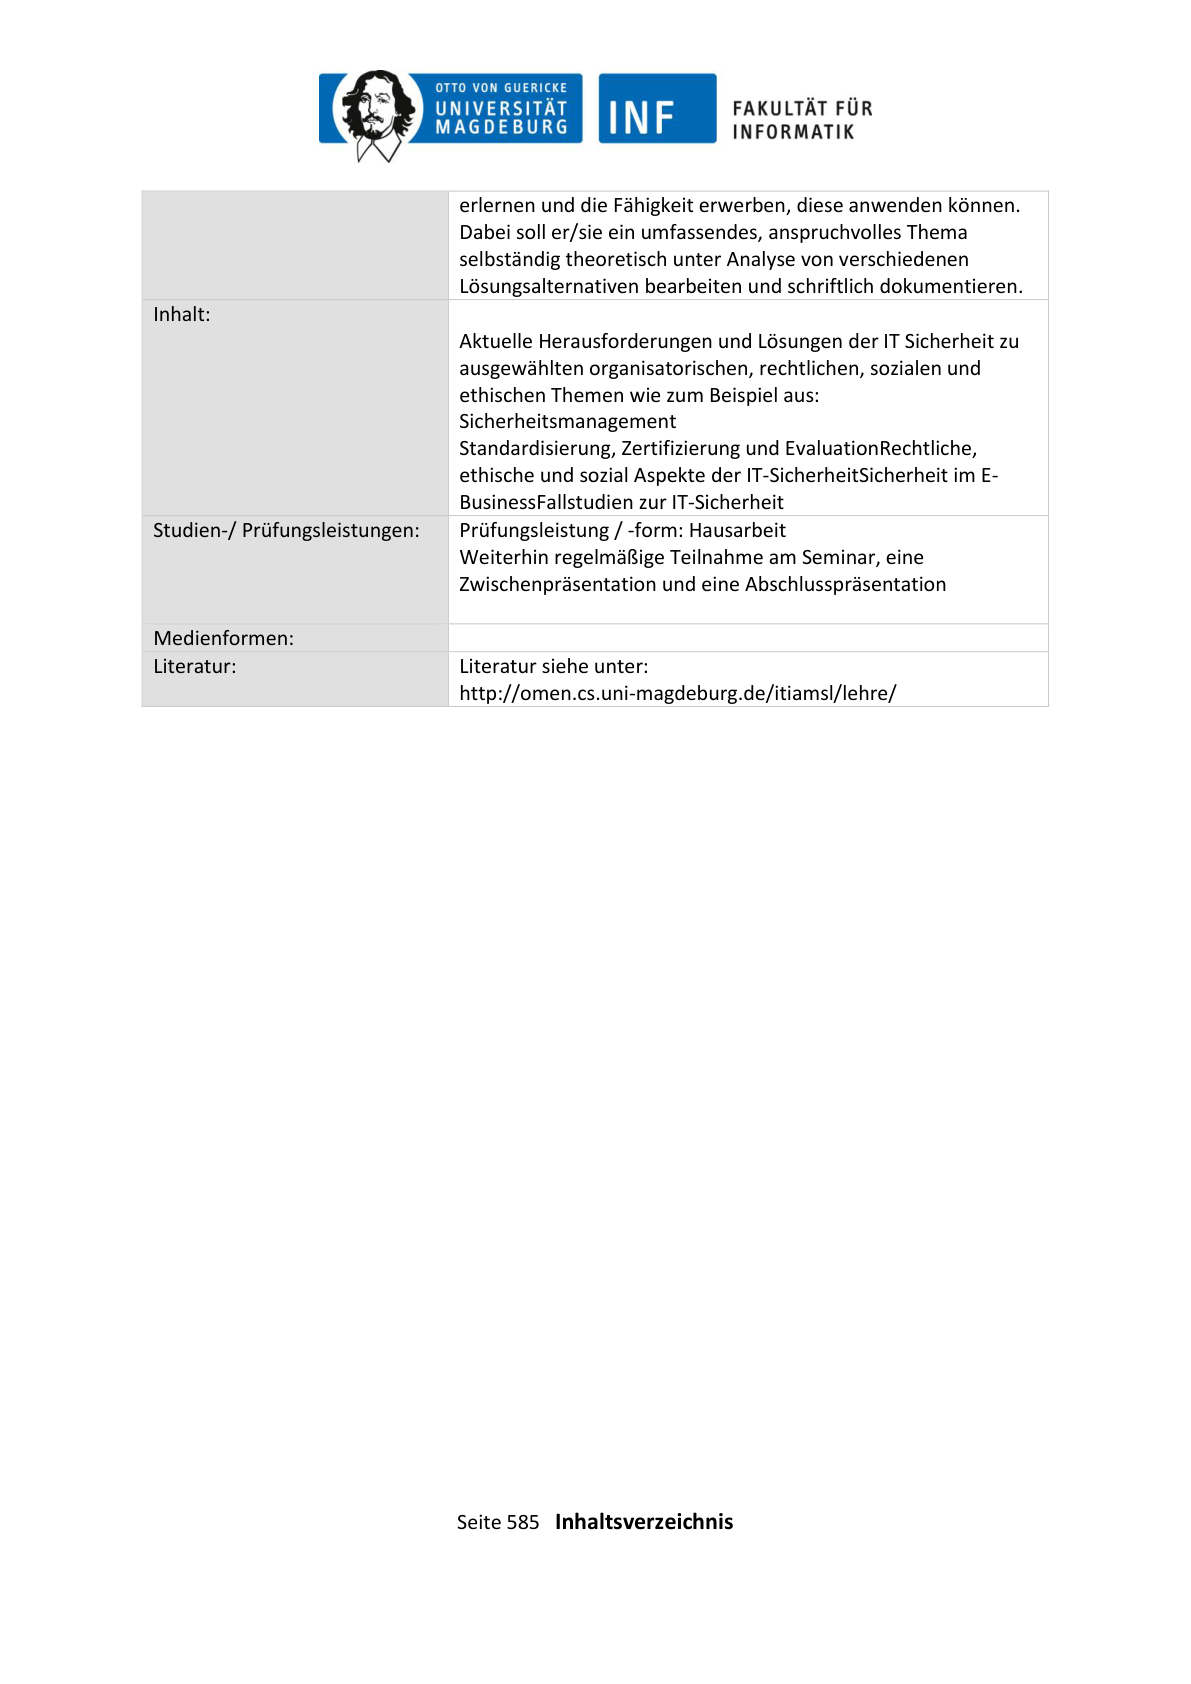 OTTO VON GUERICKE
UNIVERSITÄT
MAGDEBURG
INF
FAKULTÄT FÜR
INFORMATIK
erlernen und die Fähigkeit erwerben, diese anwenden können.
Dabei soll er/sie ein umfassendes, anspruchvolles Thema
selbständig theoretisch unter Analyse von verschiedenen
Lösungsalternativen bearbeiten und schriftlich dokumentieren.
Inhalt:
Aktuelle Herausforderungen und Lösungen der IT Sicherheit zu
ausgewählten organisatorischen, rechtlichen, sozialen und
ethischen Themen wie zum Beispiel aus:
Sicherheitsmanagement
Standardisierung, Zertifizierung und EvaluationRechtliche,
ethische und sozial Aspekte der IT-SicherheitSicherheit im E-
BusinessFallstudien zur IT-Sicherheit
Studien-/ Prüfungsleistungen:
Prüfungsleistung / -form: Hausarbeit
Weiterhin regelmäßige Teilnahme am Seminar, eine
Zwischenpräsentation und eine Abschlusspräsentation
Medienformen:
Literatur:
Literatur siehe unter:
http://omen.cs.uni-magdeburg.de/itiamsl/lehre/
Seite 585 Inhaltsverzeichnis